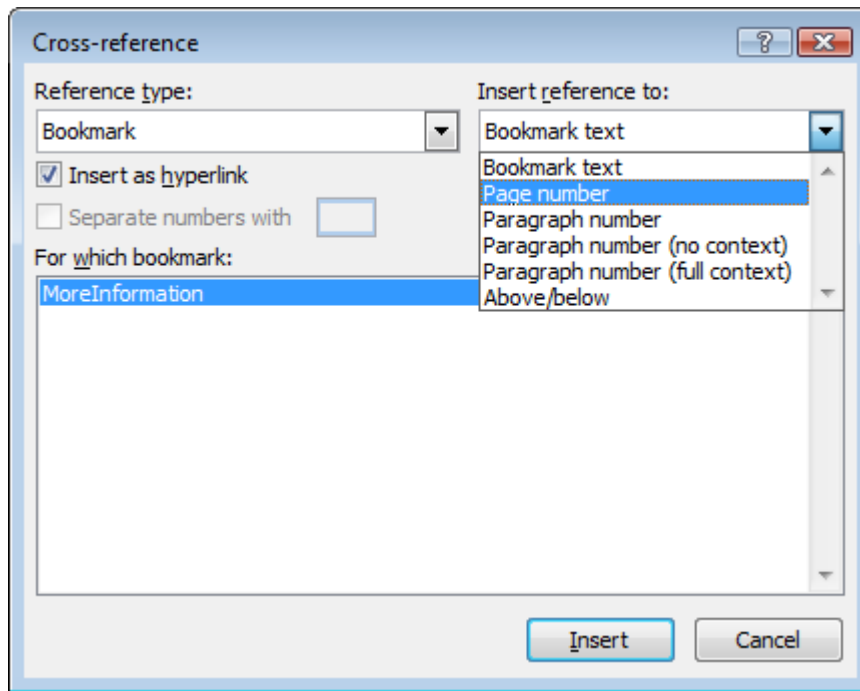 Cross-reference
Reference type:
Insert reference to:
Bookmark
Bookmark text
Insert as hyperlink
Bookmark text
Page number
Separate numbers with
Paragraph number
Paragraph number (no context)
For which bookmark:
Paragraph number (full context)
MoreInformation
Above/below
Insert
Cancel